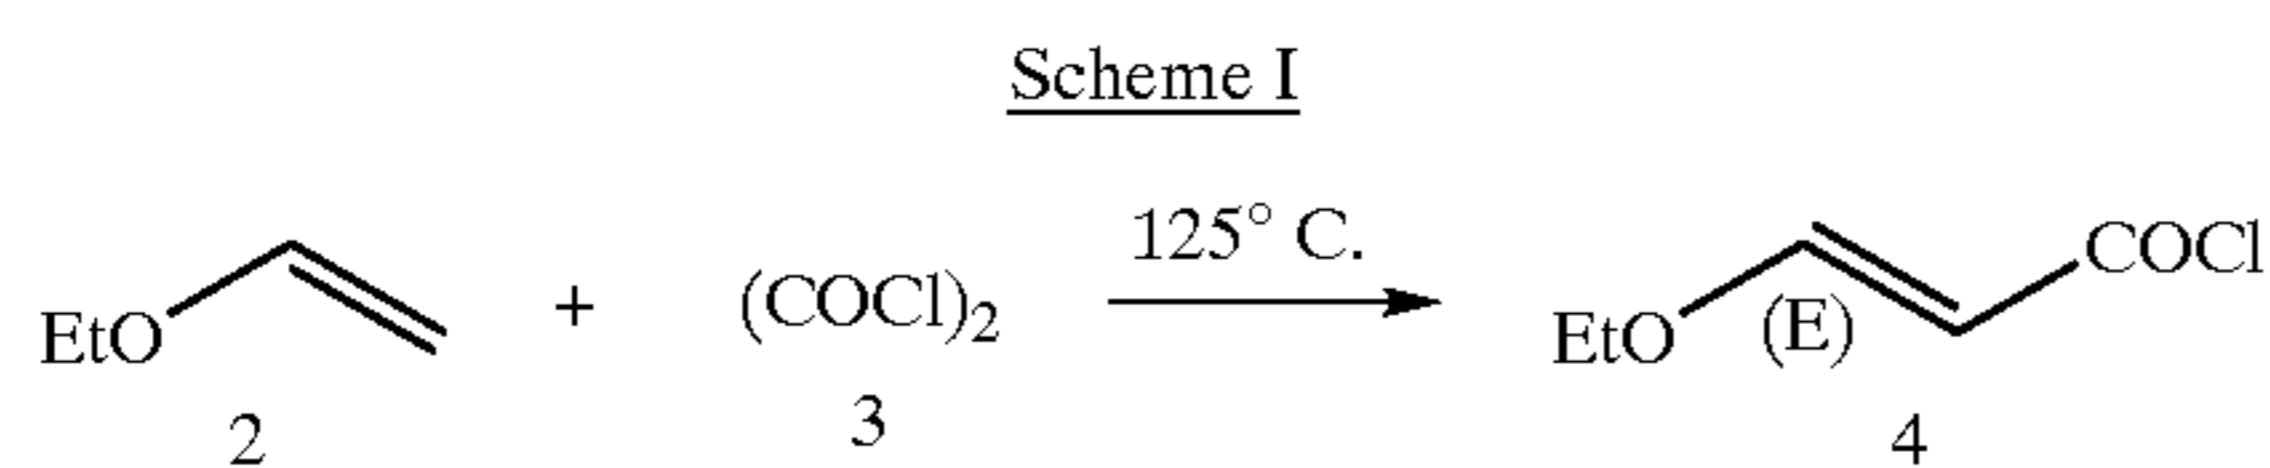 Scheme I
EtO + (COCl)₂ 125° C. EtO (E) COCl
2 3 4